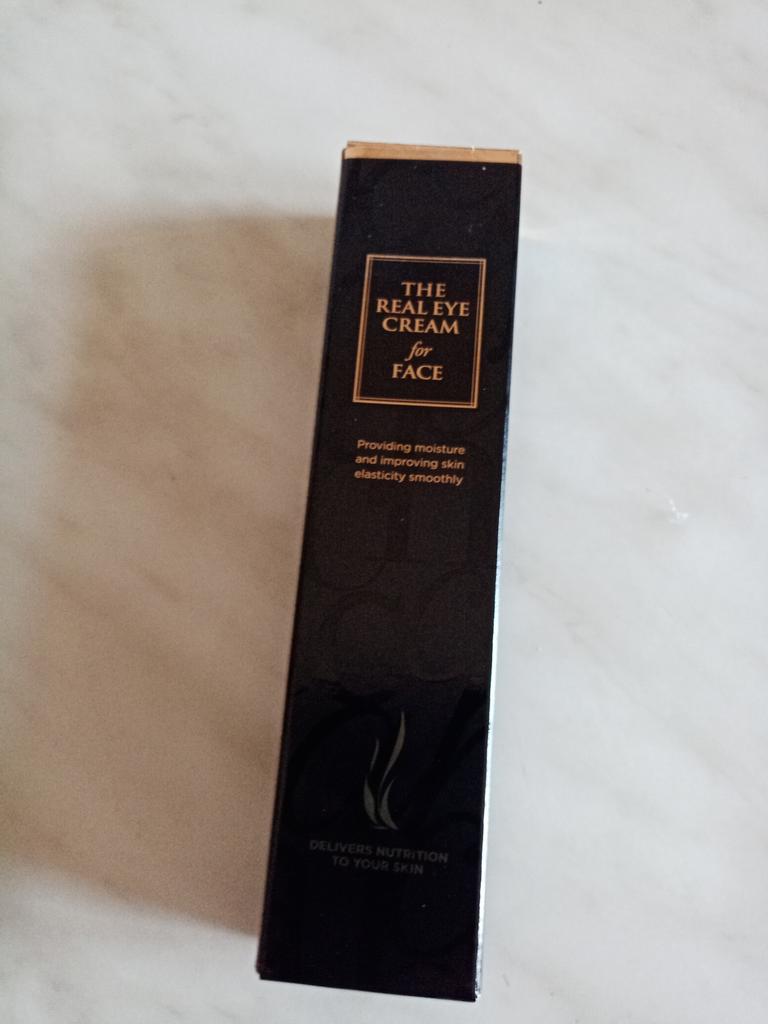 THE
REAL EYE
CREAM
for
FACE
Providing moisture
and improving skin
elasticity smoothly
DELIVERS NUTRITION
TO YOUR SKIN